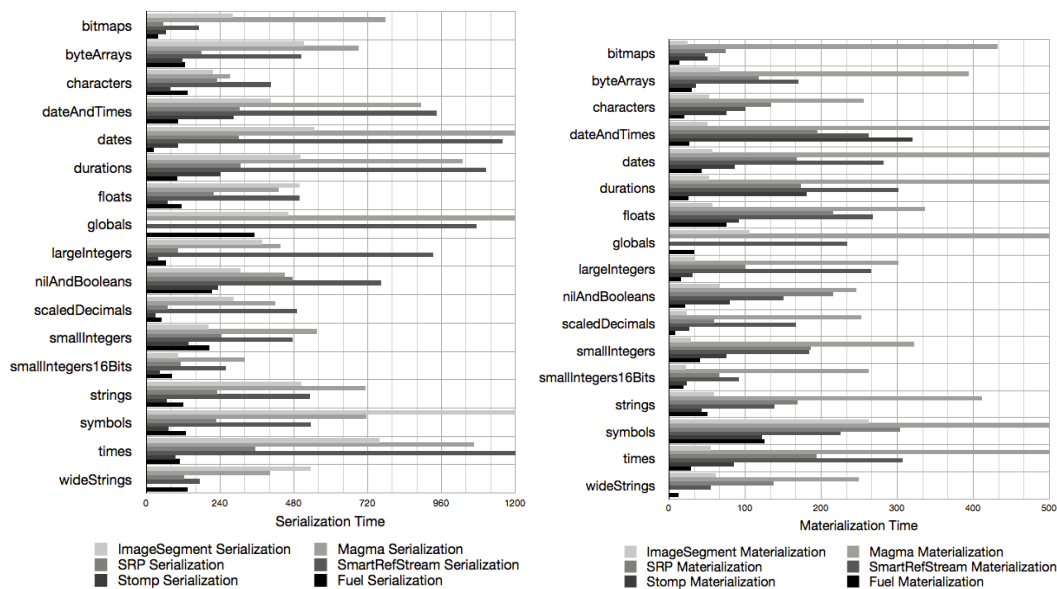 bitmaps
byteArrays
characters
dateAndTimes
dates
durations
floats
globals
largeIntegers
nilAndBooleans
scaledDecimals
smallIntegers
smallIntegers16Bits
strings
symbols
times
wideStrings
0 240 480 720 960 1200
Serialization Time
ImageSegment Serialization Magma Serialization
SRP Serialization SmartRefStream Serialization
Stomp Serialization Fuel Serialization
bitmaps
byteArrays
characters
dateAndTimes
dates
durations
floats
globals
largeIntegers
nilAndBooleans
scaledDecimals
smallIntegers
smallIntegers16Bits
strings
symbols
times
wideStrings
0 100 200 300 400 500
Materialization Time
ImageSegment Materialization Magma Materialization
SRP Materialization SmartRefStream Materialization
Stomp Materialization Fuel Materialization